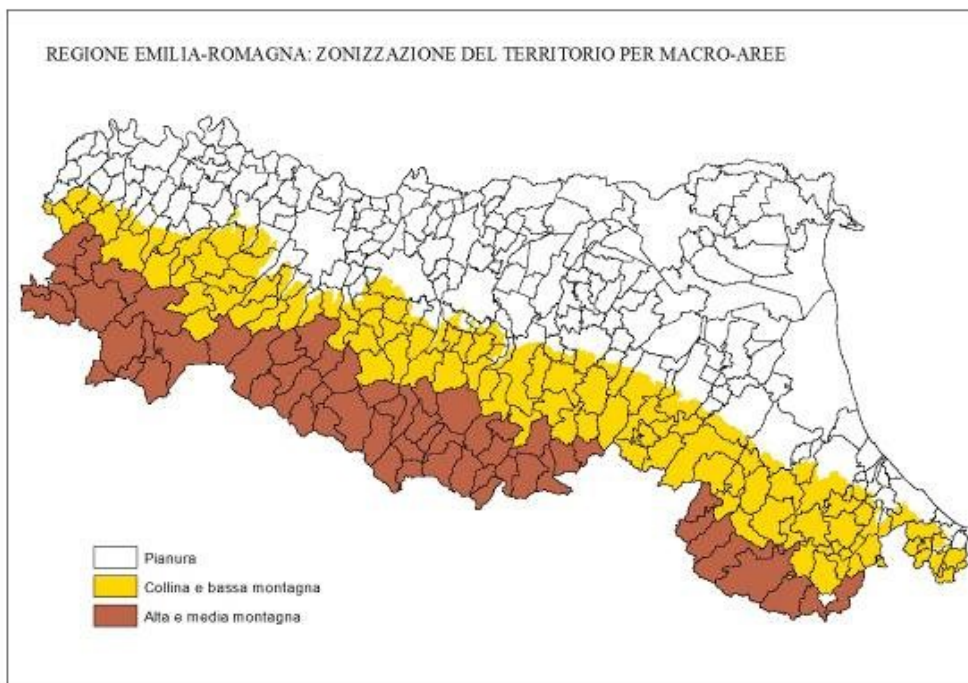 REGIONE EMILIA-ROMAGNA: ZONIZZAZIONE DEL TERRITORIO PER MACRO-AREE
Pianura
Collina e bassa montagna
Alta e media montagna